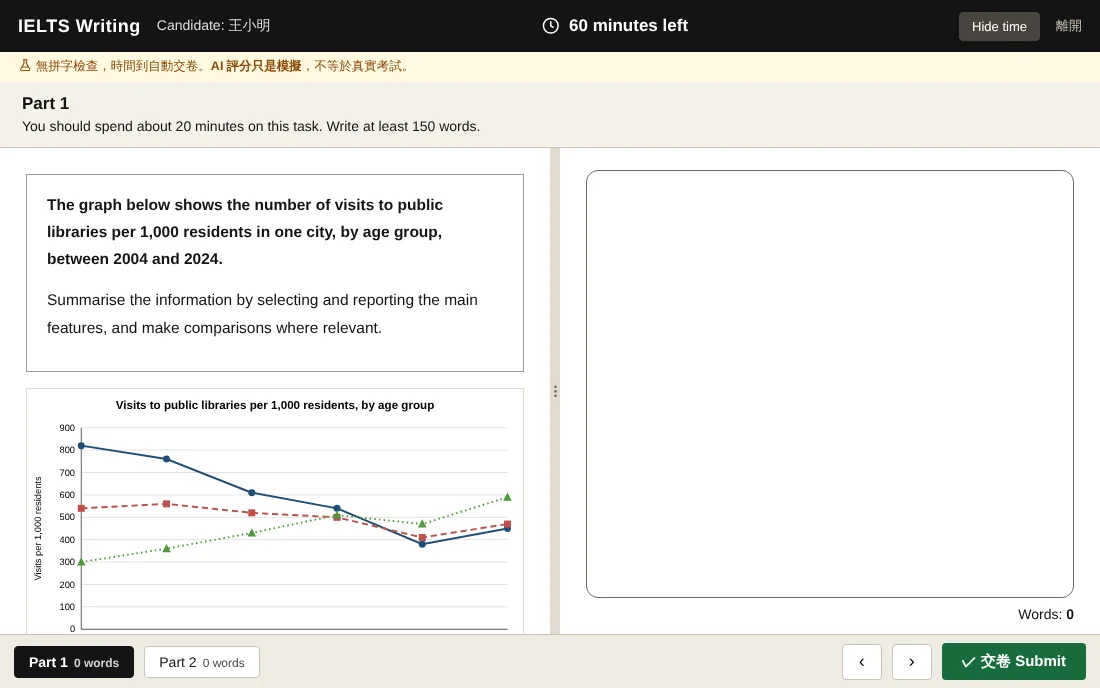 IELTS Writing
Candidate: 王小明
60 minutes left
Hide time
離開
無拼字檢查，時間到自動交卷。AI 評分只是模擬，不等於真實考試。
Part 1
You should spend about 20 minutes on this task. Write at least 150 words.
The graph below shows the number of visits to public
libraries per 1,000 residents in one city, by age group,
between 2004 and 2024.
Summarise the information by selecting and reporting the main
features, and make comparisons where relevant.
Visits to public libraries per 1,000 residents, by age group
Visits per 1,000 residents
900
800
700
600
500
400
300
200
100
0
Words: 0
Part 1 0 words
Part 2 0 words
‹
›
✓ 交卷 Submit